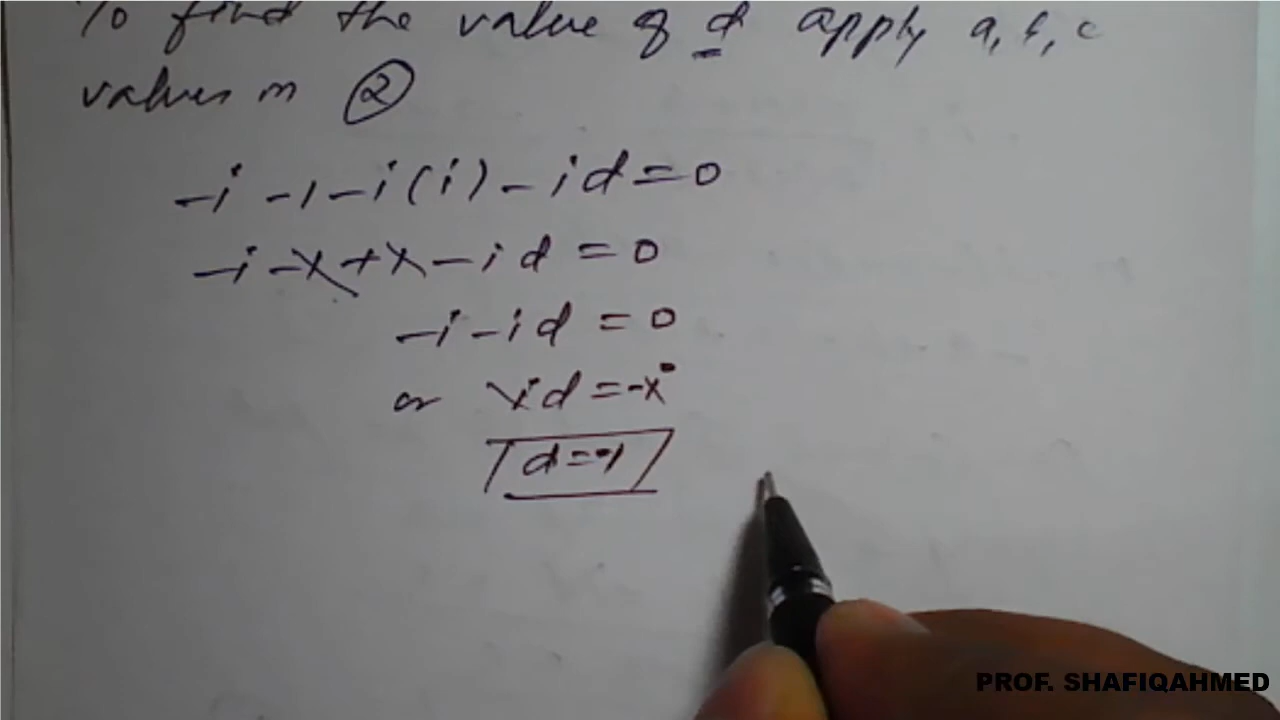 To find the value of d apply a, b, c
values in ②
-i -1 -i(i) - id = 0
-i -1 +1 - id = 0
-i - id = 0
or id = -i
d = -1
PROF. SHAFIQAHMED